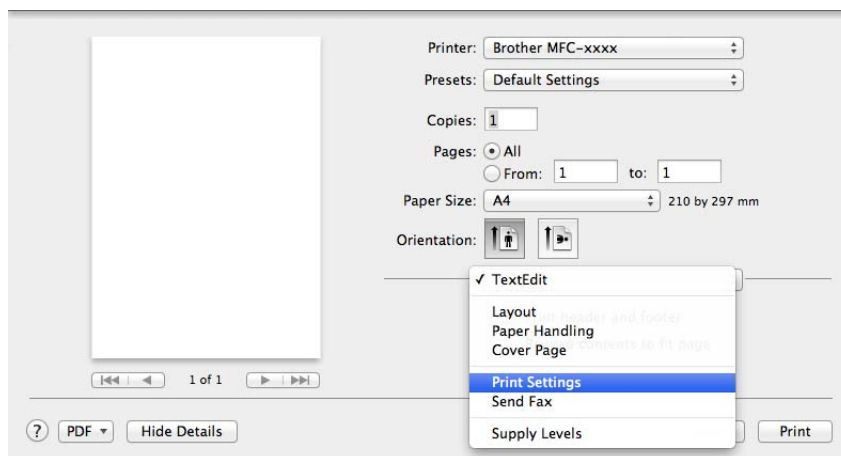 Printer: Brother MFC-xxxx
Presets: Default Settings
Copies: 1
Pages: All
From: 1 to: 1
Paper Size: A4 210 by 297 mm
Orientation:
✓ TextEdit
Layout
Paper Handling
Cover Page
Print Settings
Send Fax
Supply Levels
1 of 1
? PDF Hide Details Print